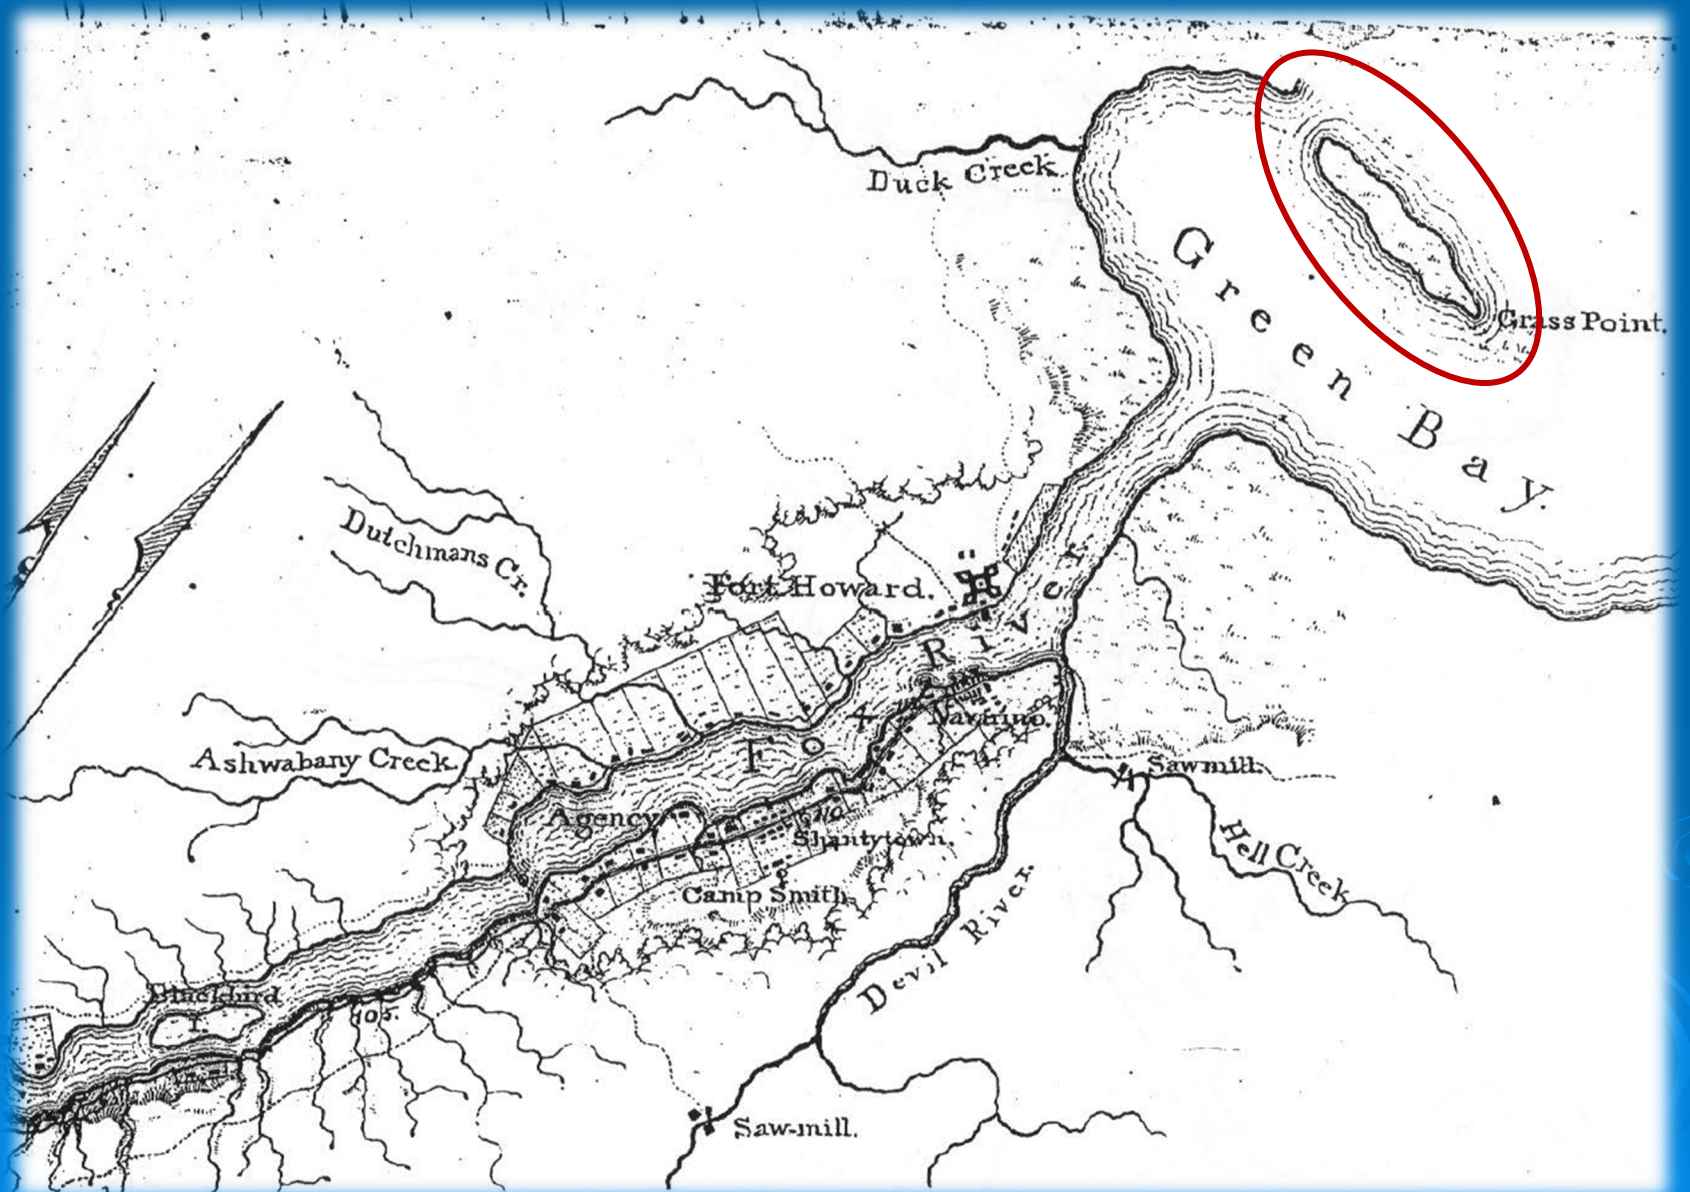 Duck Creek
Green Bay.
Grass Point.
Dutchmans Cr.
Fort Howard.
Fox River
Navarino.
Ashwabany Creek.
Sawmill.
Agency
Shantytown.
Hell Creek
Camp Smith
Devil River.
Blackbird
I.
Saw-mill.